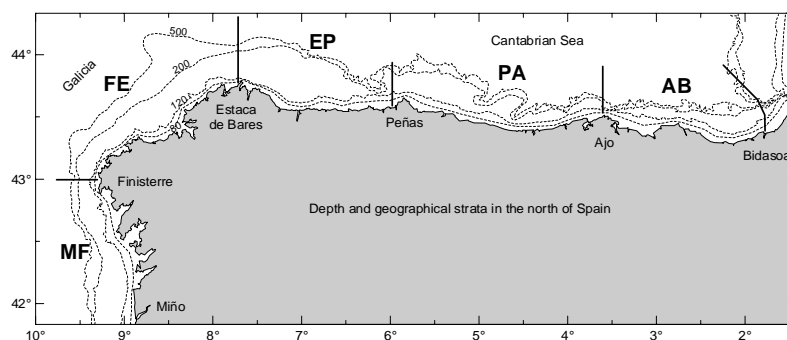 44°
43°
42°
500
200
120
80
Galicia
FE
EP
Cantabrian Sea
PA
AB
MF
Estaca
de Bares
Peñas
Ajo
Bidasoa
Finisterre
Depth and geographical strata in the north of Spain
Miño
10° 9° 8° 7° 6° 5° 4° 3° 2°